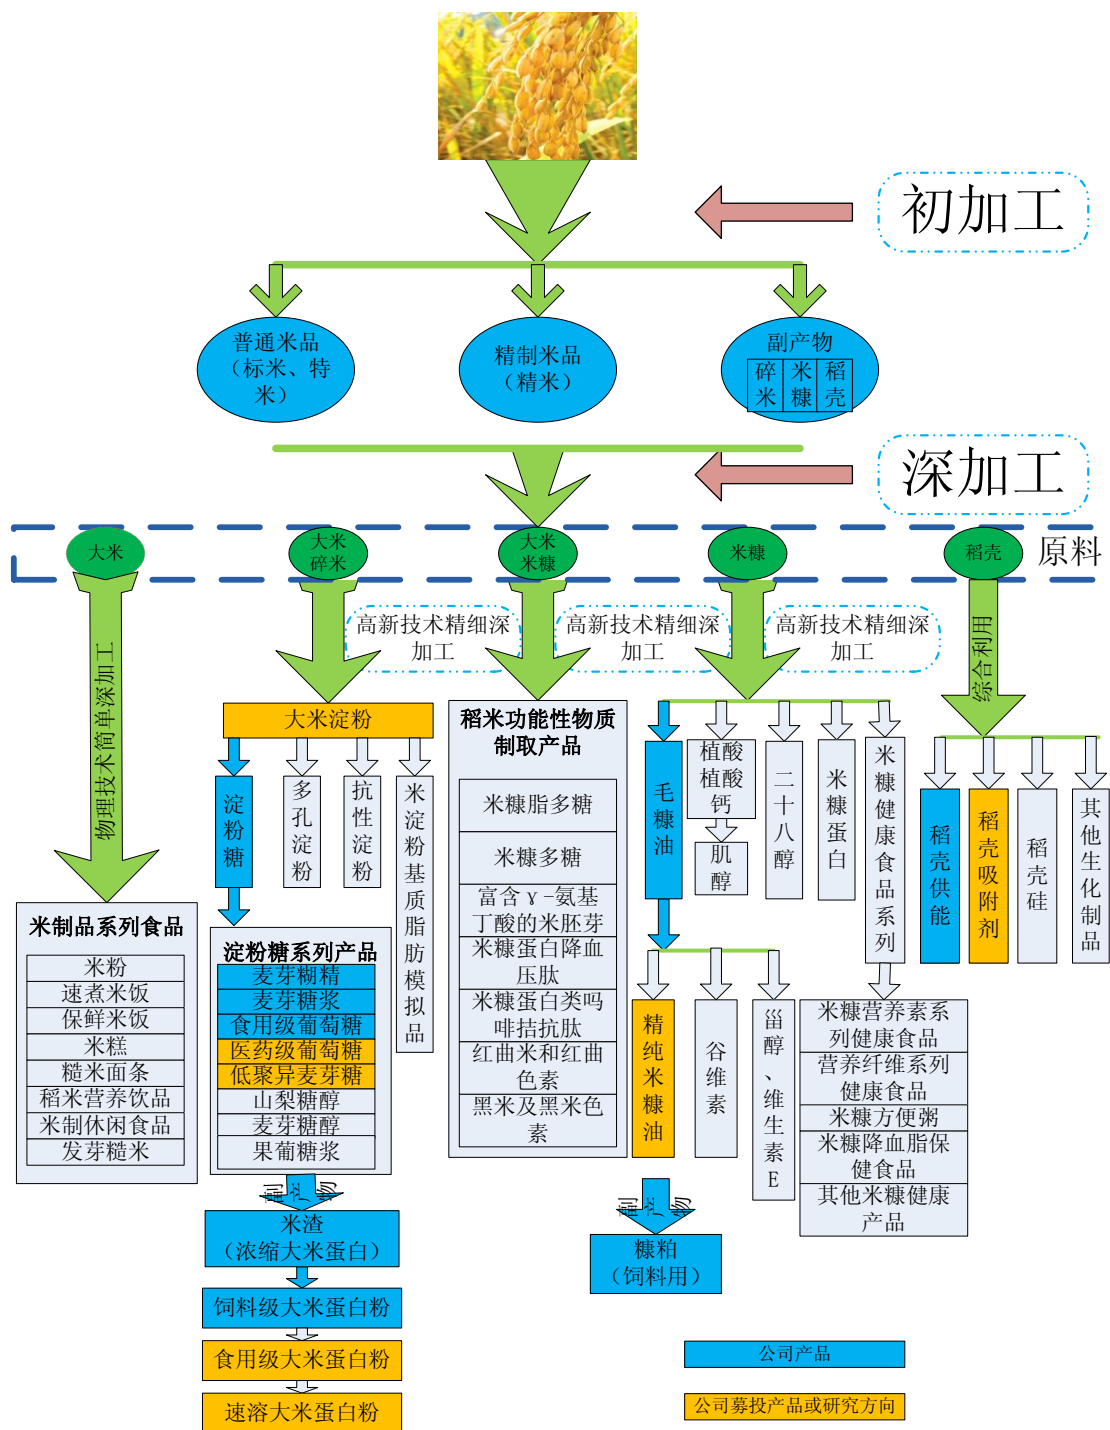 初加工
普通米品
（标米、特
米）
精制米品
（精米）
副产物
碎米
米糠
稻壳
深加工
原料
大米
大米
碎米
大米
米糠
米糠
稻壳
物理技术简单深加工
高新技术精细深
加工
高新技术精细深
加工
高新技术精细深
加工
综合利用
米制品系列食品
米粉
速煮米饭
保鲜米饭
米糕
糙米面条
稻米营养饮品
米制休闲食品
发芽糙米
大米淀粉
淀粉糖
多孔淀粉
抗性淀粉
米淀粉基质脂肪模拟品
淀粉糖系列产品
麦芽糊精
麦芽糖浆
食用级葡萄糖
医药级葡萄糖
低聚异麦芽糖
山梨糖醇
麦芽糖醇
果葡糖浆
副产物
米渣
（浓缩大米蛋白）
饲料级大米蛋白粉
食用级大米蛋白粉
速溶大米蛋白粉
稻米功能性物质
制取产品
米糠脂多糖
米糠多糖
富含γ-氨基
丁酸的米胚芽
米糠蛋白降血
压肽
米糠蛋白类吗
啡拮抗肽
红曲米和红曲
色素
黑米及黑米色
素
毛糠油
植酸
植酸
钙
肌醇
二十八醇
米糠蛋白
米糠健康食品系列
精纯米糠油
谷维素
甾醇、维生素E
副产物
糠粕
（饲料用）
米糠营养素系
列健康食品
营养纤维系列
健康食品
米糠方便粥
米糠降血脂保
健食品
其他米糠健康
产品
稻壳供能
稻壳吸附剂
稻壳硅
其他生化制品
公司产品
公司募投产品或研究方向